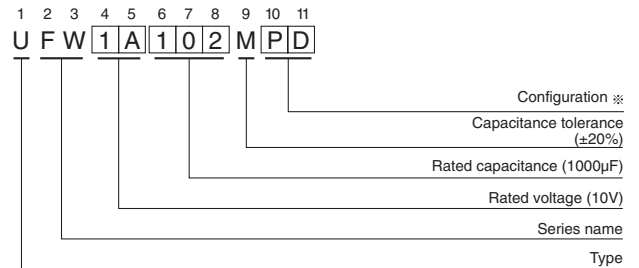 1 2 3 4 5 6 7 8 9 10 11
U F W 1 A 1 0 2 M P D
Configuration ※
Capacitance tolerance
(±20%)
Rated capacitance (1000µF)
Rated voltage (10V)
Series name
Type